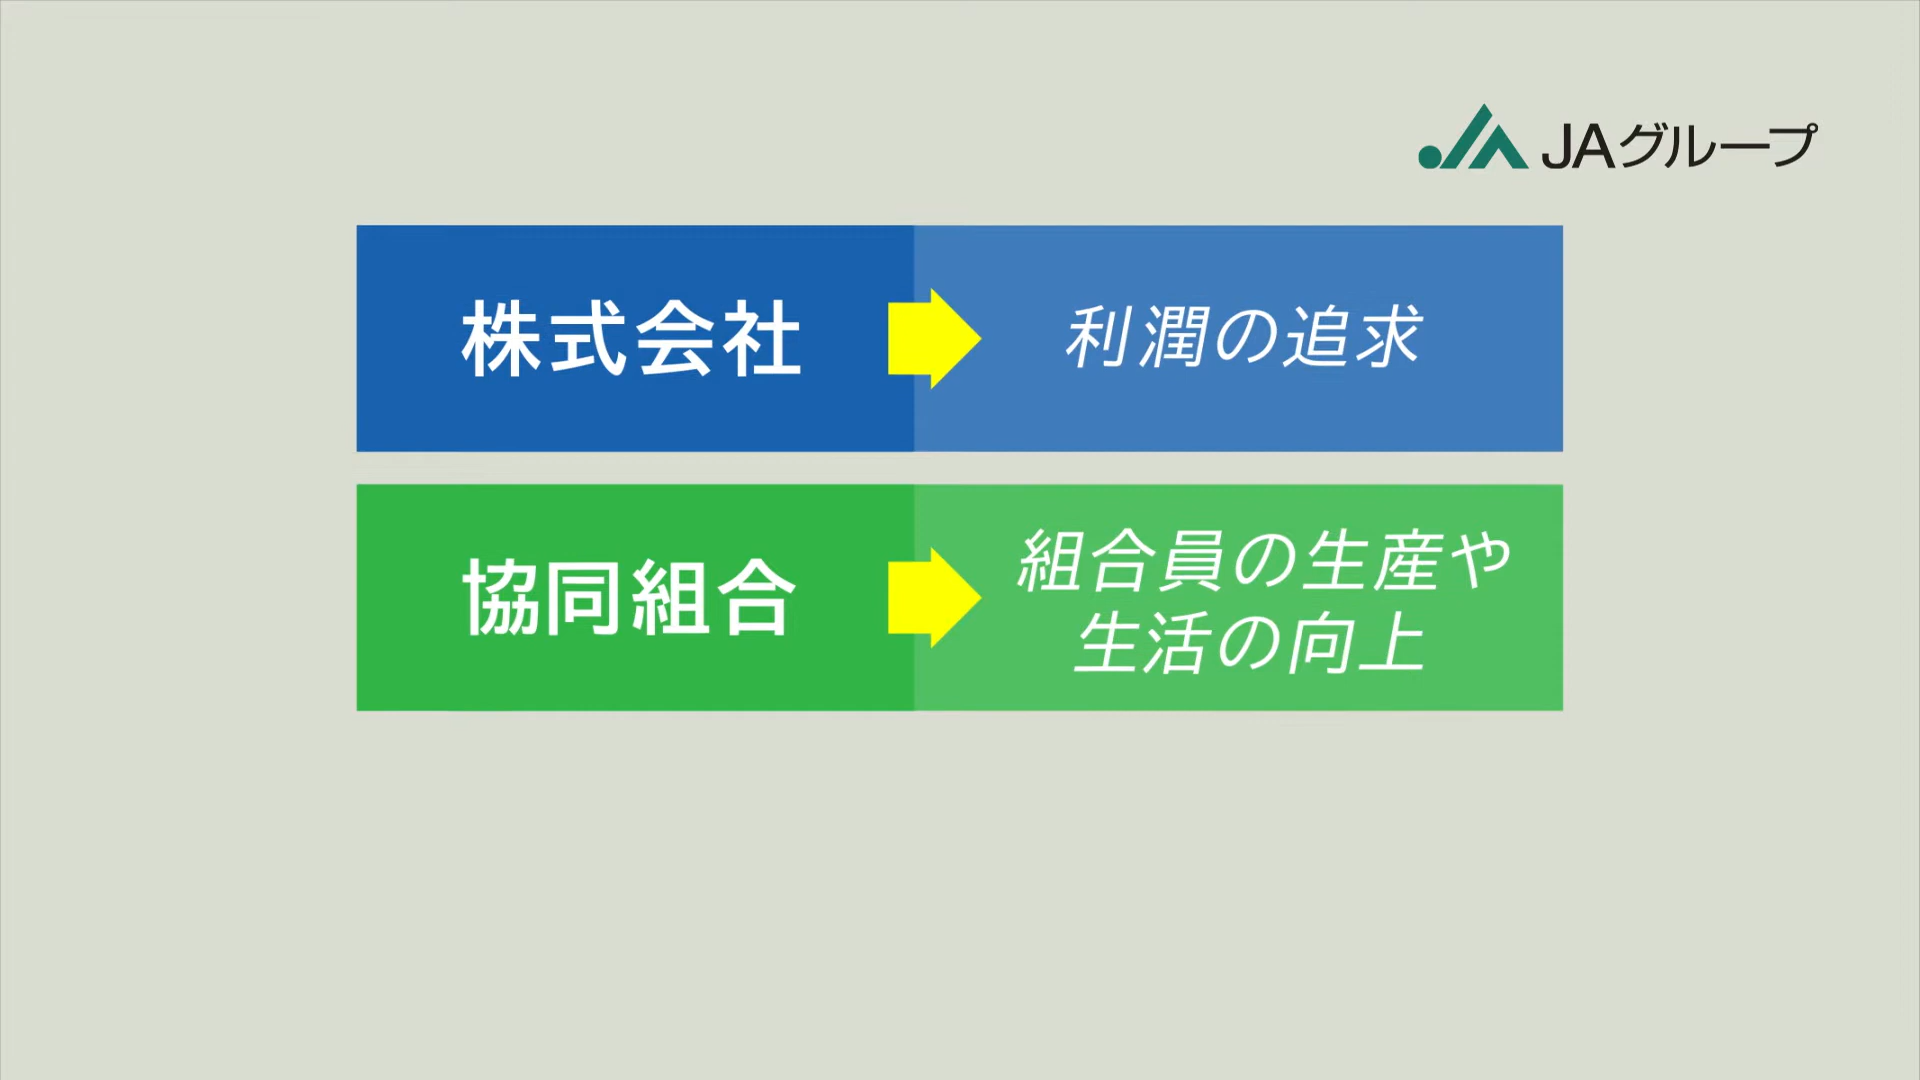 JAグループ
株式会社
利潤の追求
協同組合
組合員の生産や
生活の向上